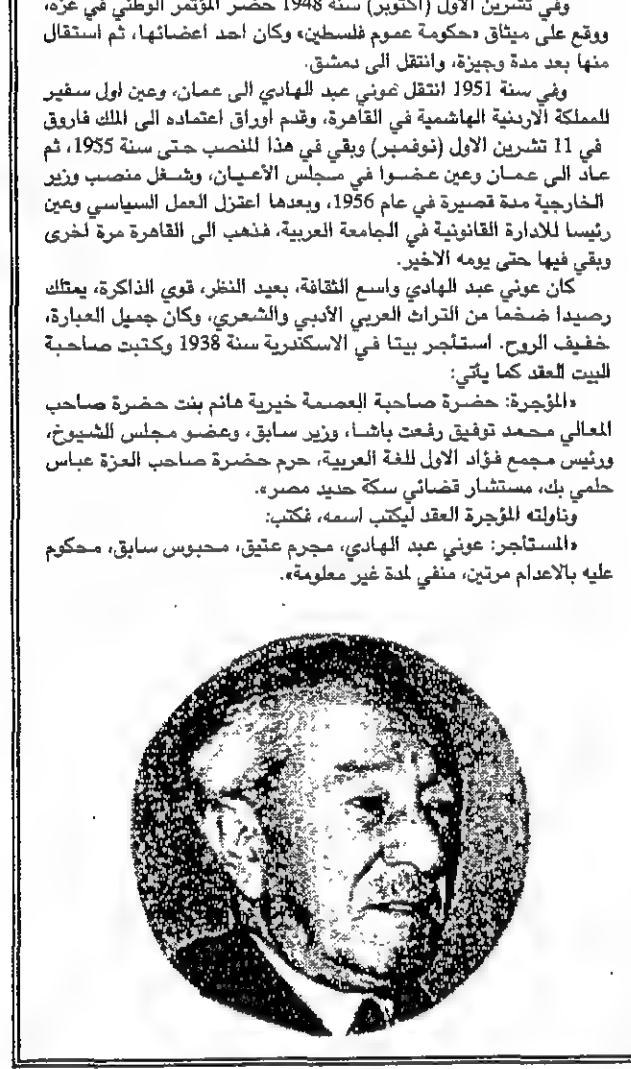 وفي تشرين الاول (اكتوبر) سنة 1948 حضر المؤتمر الوطني في غزة،
ووقع على ميثاق «حكومة عموم فلسطين» وكان احد اعضائها، ثم استقال
منها بعد مدة وجيزة، وانتقل الى دمشق.
وفي سنة 1951 انتقل عوني عبد الهادي الى عمان، وعين اول سفير
للمملكة الاردنية الهاشمية في القاهرة، وقدم اوراق اعتماده الى الملك فاروق
في 11 تشرين الاول (نوفمبر) وبقي في هذا المنصب حتى سنة 1955، ثم
عاد الى عمان وعين عضوا في مجلس الأعيان، وشغل منصب وزير
الخارجية مدة قصيرة في عام 1956، وبعدها اعتزل العمل السياسي وعين
رئيسا للادارة القانونية في الجامعة العربية، فذهب الى القاهرة مرة لخرى
وبقي فيها حتى يومه الاخير.
كان عوني عبد الهادي واسع الثقافة، بعيد النظر، قوي الذاكرة، يمتلك
رصيدا ضخما من التراث العربي الأدبي والشعري، وكان جميل العبارة،
خفيف الروح. استأجر بيتا في الاسكندرية سنة 1938 وكتبت صاحبة
البيت العقد كما يأتي:
«المؤجرة: حضرة صاحبة العصمة خيرية هانم بنت حضرة صاحب
المعالي محمد توفيق رفعت باشا، وزير سابق، وعضو مجلس الشيوخ،
ورئيس مجمع فؤاد الاول للغة العربية، حرم حضرة صاحب العزة عباس
حلمي بك، مستشار قضائي سكة حديد مصر».
وناولته المؤجرة العقد ليكتب اسمه، فكتب:
«المستأجر: عوني عبد الهادي، مجرم عتيق، محبوس سابق، محكوم
عليه بالاعدام مرتين، منفي لمدة غير معلومة».